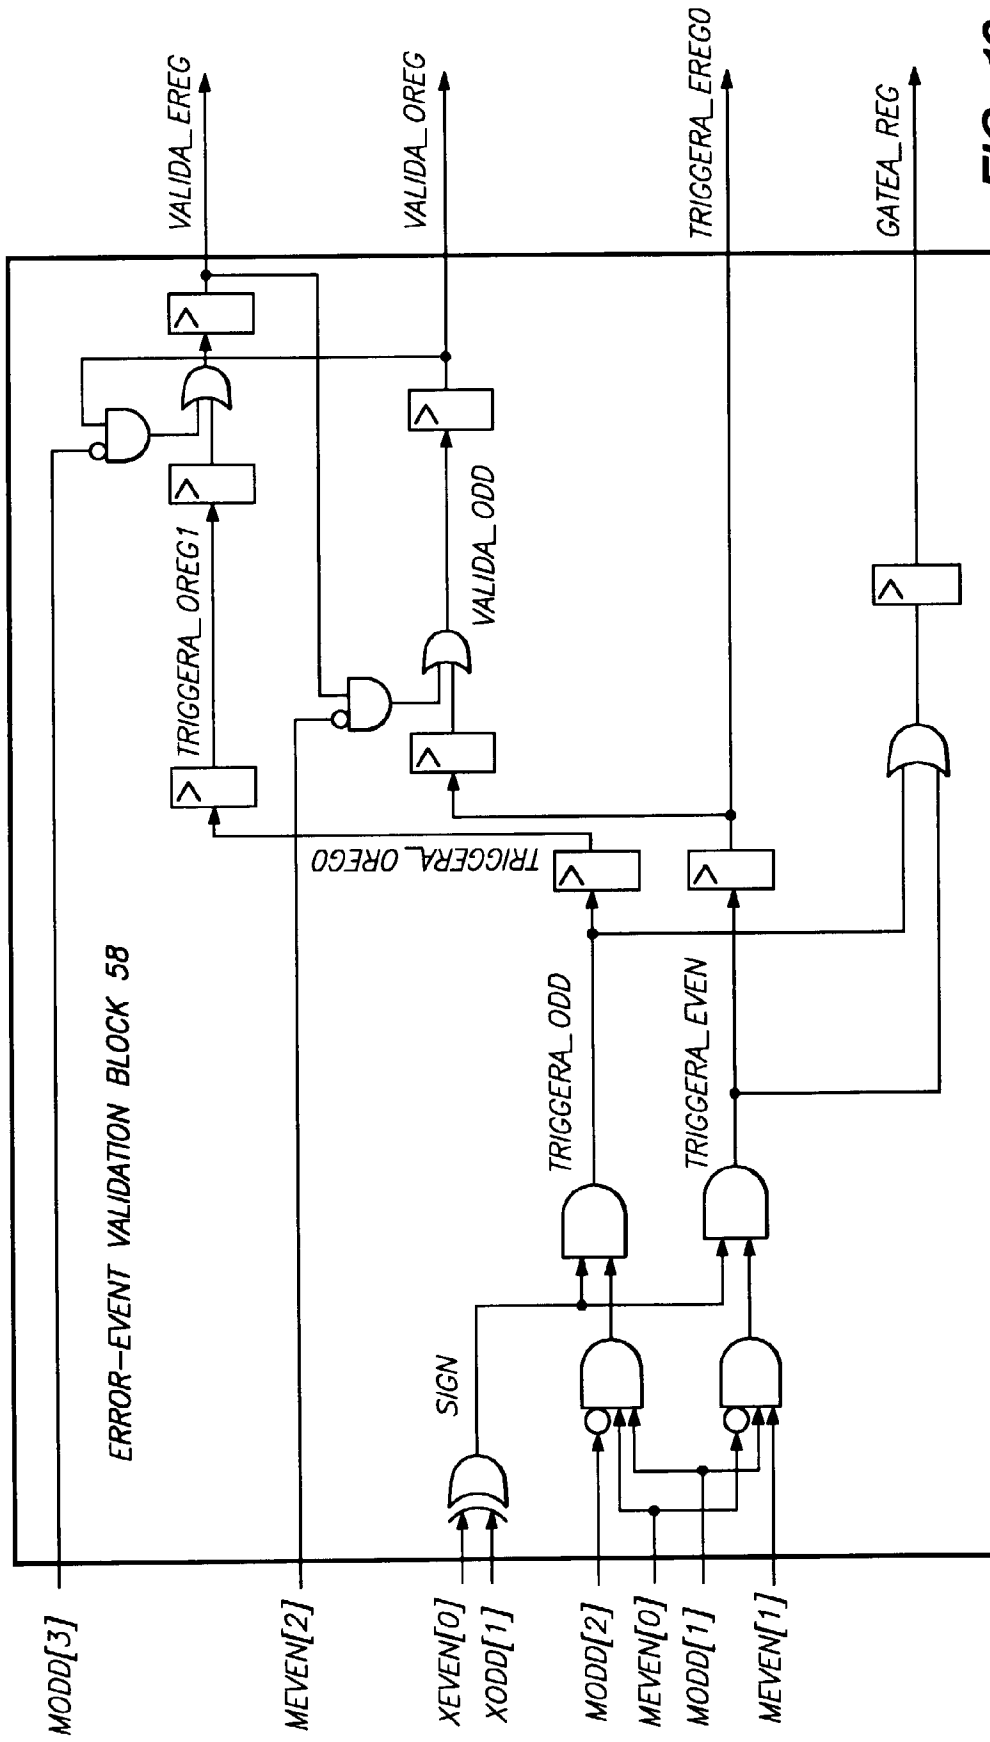 ERROR-EVENT VALIDATION BLOCK 58
MODD[3]
MEVEN[2]
XEVEN[0]
XODD[1]
MODD[2]
MEVEN[0]
MODD[1]
MEVEN[1]
SIGN
TRIGGERA_ODD
TRIGGERA_EVEN
TRIGGERA_OREG0
TRIGGERA_OREG1
VALIDA_ODD
VALIDA_EREG
VALIDA_OREG
TRIGGERA_EREG0
GATEA_REG